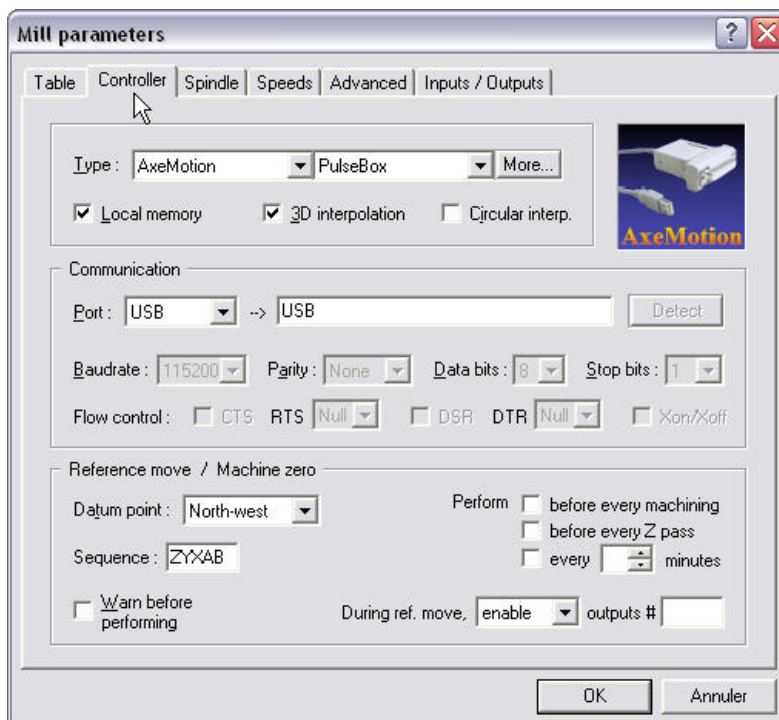 Mill parameters
Table Controller Spindle Speeds Advanced Inputs / Outputs
Type : AxeMotion PulseBox More...
Local memory 3D interpolation Circular interp.
AxeMotion
Communication
Port : USB --> USB Detect
Baudrate : 115200 Parity : None Data bits : 8 Stop bits : 1
Flow control : CTS RTS Null DSR DTR Null Xon/Xoff
Reference move / Machine zero
Datum point : North-west Perform before every machining
before every Z pass
Sequence : ZYXAB every minutes
Warn before performing During ref. move, enable outputs #
OK Annuler